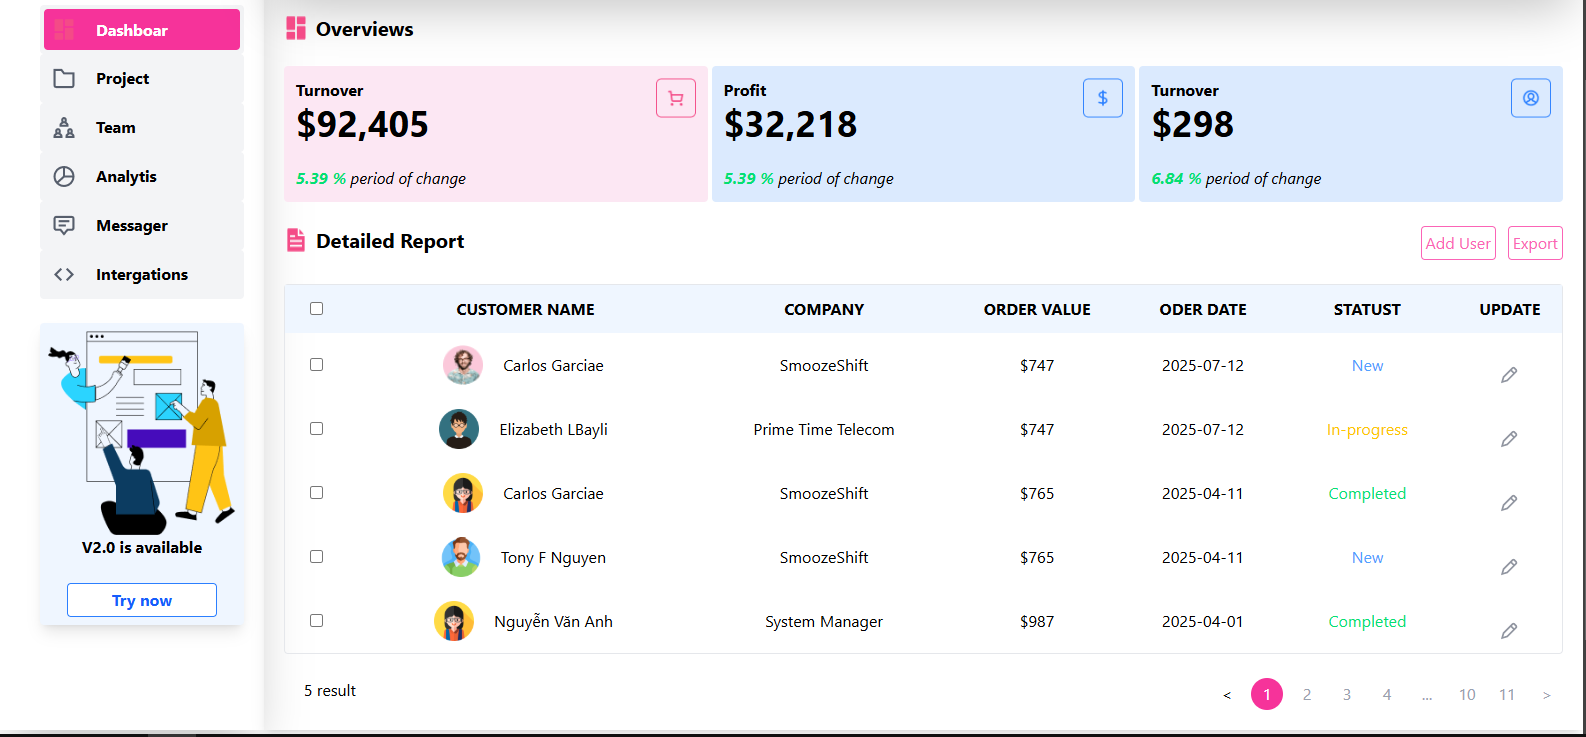 Dashboar
Project
Team
Analytis
Messager
Intergations
V2.0 is available
Try now
Overviews
Turnover
$92,405
5.39 % period of change
Profit
$32,218
5.39 % period of change
Turnover
$298
6.84 % period of change
Detailed Report
Add User Export
CUSTOMER NAME COMPANY ORDER VALUE ODER DATE STATUST UPDATE
Carlos Garciae SmoozeShift $747 2025-07-12 New
Elizabeth LBayli Prime Time Telecom $747 2025-07-12 In-progress
Carlos Garciae SmoozeShift $765 2025-04-11 Completed
Tony F Nguyen SmoozeShift $765 2025-04-11 New
Nguyễn Văn Anh System Manager $987 2025-04-01 Completed
5 result
< 1 2 3 4 ... 10 11 >